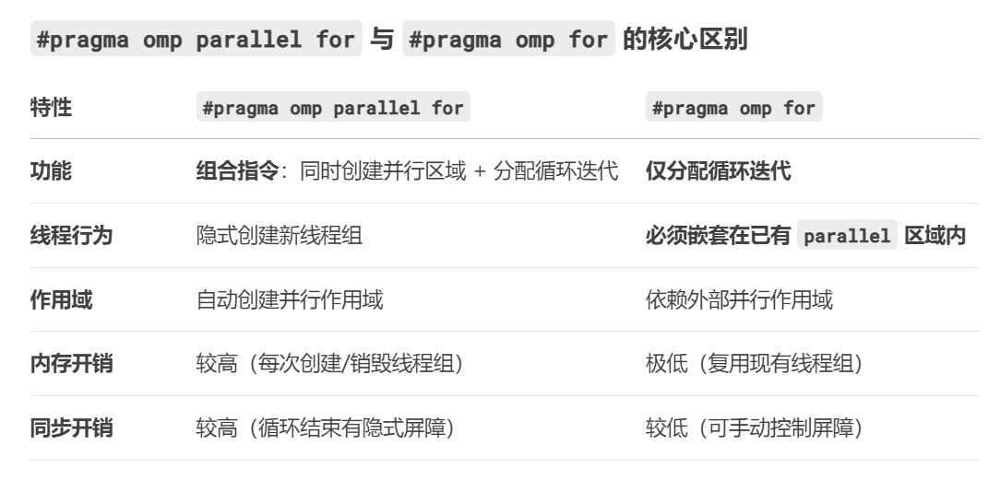 #pragma omp parallel for 与 #pragma omp for 的核心区别
特性 #pragma omp parallel for #pragma omp for
功能 组合指令：同时创建并行区域 + 分配循环迭代 仅分配循环迭代
线程行为 隐式创建新线程组 必须嵌套在已有 parallel 区域内
作用域 自动创建并行作用域 依赖外部并行作用域
内存开销 较高（每次创建/销毁线程组） 极低（复用现有线程组）
同步开销 较高（循环结束有隐式屏障） 较低（可手动控制屏障）